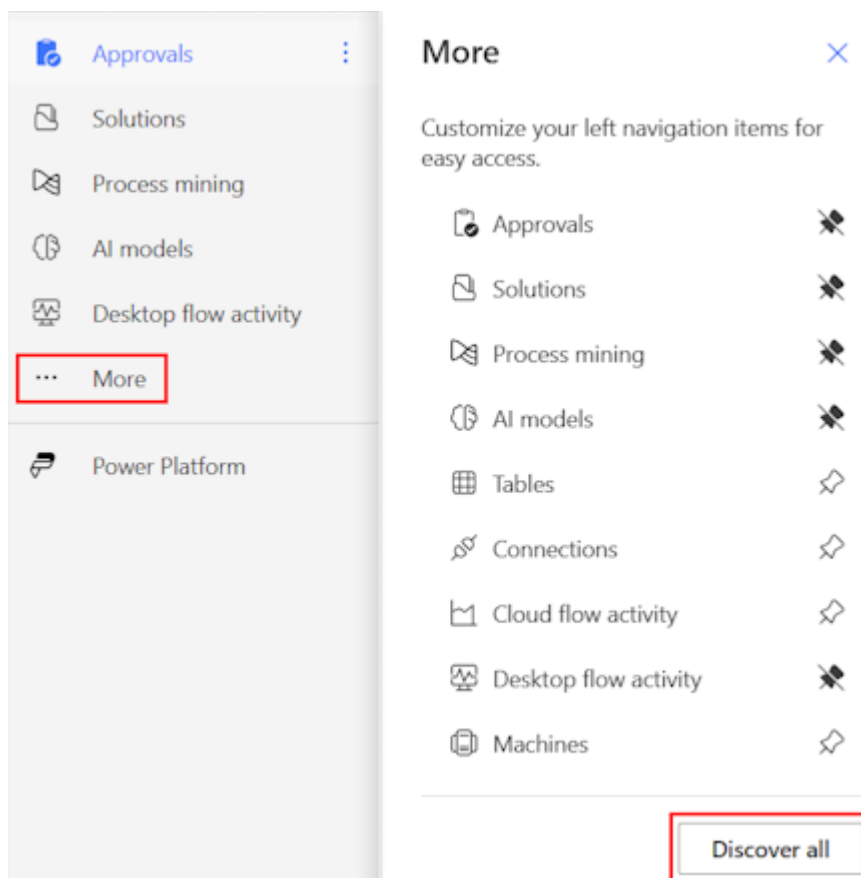 Approvals
Solutions
Process mining
AI models
Desktop flow activity
More
Power Platform
More
Customize your left navigation items for
easy access.
Approvals
Solutions
Process mining
AI models
Tables
Connections
Cloud flow activity
Desktop flow activity
Machines
Discover all